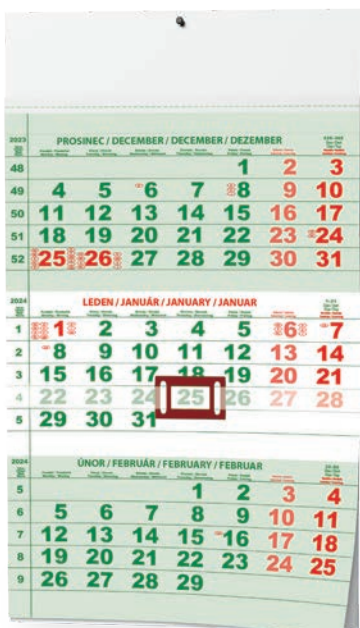 2023 PROSINEC / DECEMBER / DECEMBER / DEZEMBER
48 1 2 3
49 4 5 6 7 8 9 10
50 11 12 13 14 15 16 17
51 18 19 20 21 22 23 24
52 25 26 27 28 29 30 31
2024 LEDEN / JANUÁR / JANUARY / JANUAR
1 1 2 3 4 5 6 7
2 8 9 10 11 12 13 14
3 15 16 17 18 19 20 21
4 22 23 24 25 26 27 28
5 29 30 31
2024 ÚNOR / FEBRUÁR / FEBRUARY / FEBRUAR
5 1 2 3 4
6 5 6 7 8 9 10 11
7 12 13 14 15 16 17 18
8 19 20 21 22 23 24 25
9 26 27 28 29